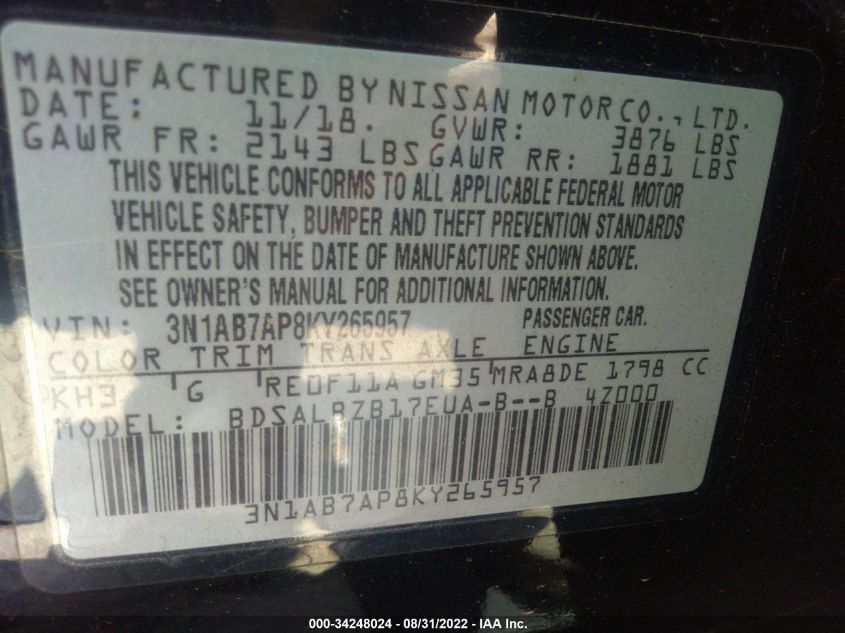 MANUFACTURED BY NISSAN MOTOR CO., LTD.
DATE: 11/18. GVWR: 3876 LBS
GAWR FR: 2143 LBS GAWR RR: 1881 LBS
THIS VEHICLE CONFORMS TO ALL APPLICABLE FEDERAL MOTOR
VEHICLE SAFETY, BUMPER AND THEFT PREVENTION STANDARDS
IN EFFECT ON THE DATE OF MANUFACTURE SHOWN ABOVE.
SEE OWNER'S MANUAL FOR ADDITIONAL INFORMATION.
VIN: 3N1AB7AP8KY265957 PASSENGER CAR.
COLOR TRIM TRANS AXLE ENGINE
KH3 G RE0F11A GM35 MRA8DE 1798 CC
MODEL: BDSALBZB17EUA-B--B 4Z000
3N1AB7AP8KY265957
000-34248024 - 08/31/2022 - IAA Inc.